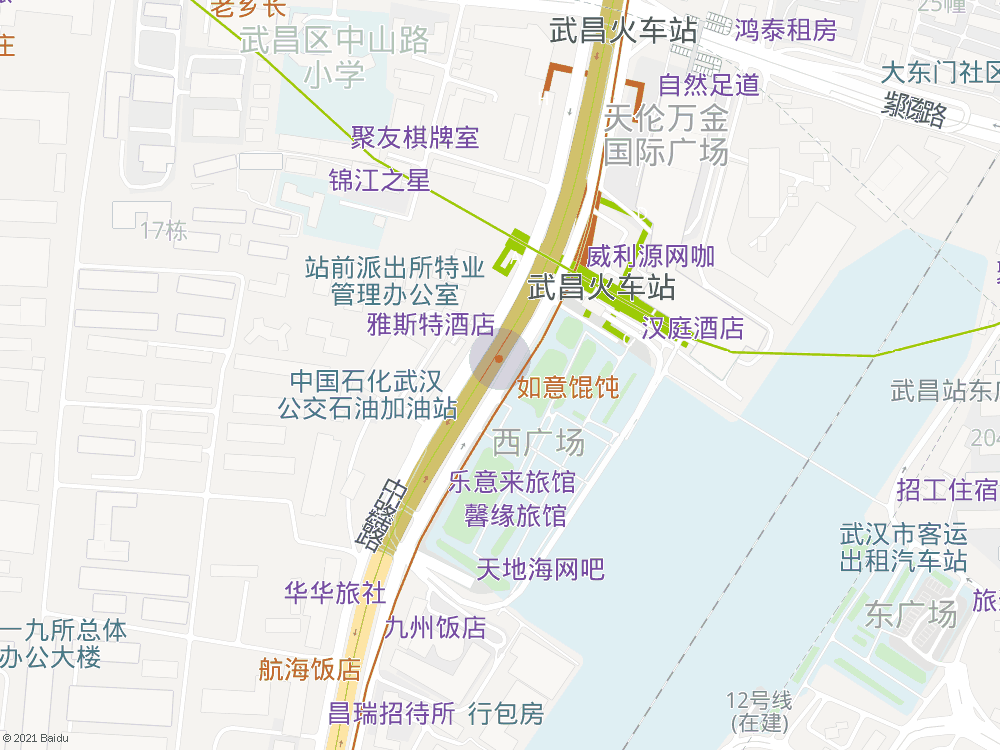 老乡长
25幢
武昌火车站
鸿泰租房
庄
武昌区中山路
小学
大东门社区
自然足道
天伦万金
国际广场
聚友棋牌室
锦江之星
17栋
威利源网咖
站前派出所特业
管理办公室
武昌火车站
雅斯特酒店
汉庭酒店
中国石化武汉
公交石油加油站
如意馄饨
武昌站东广
西广场
204
乐意来旅馆
招工住宿
馨缘旅馆
武汉市客运
出租汽车站
天地海网吧
华华旅社
旅
东广场
九州饭店
一九所总体
办公大楼
航海饭店
12号线
(在建)
昌瑞招待所
行包房
© 2021 Baidu